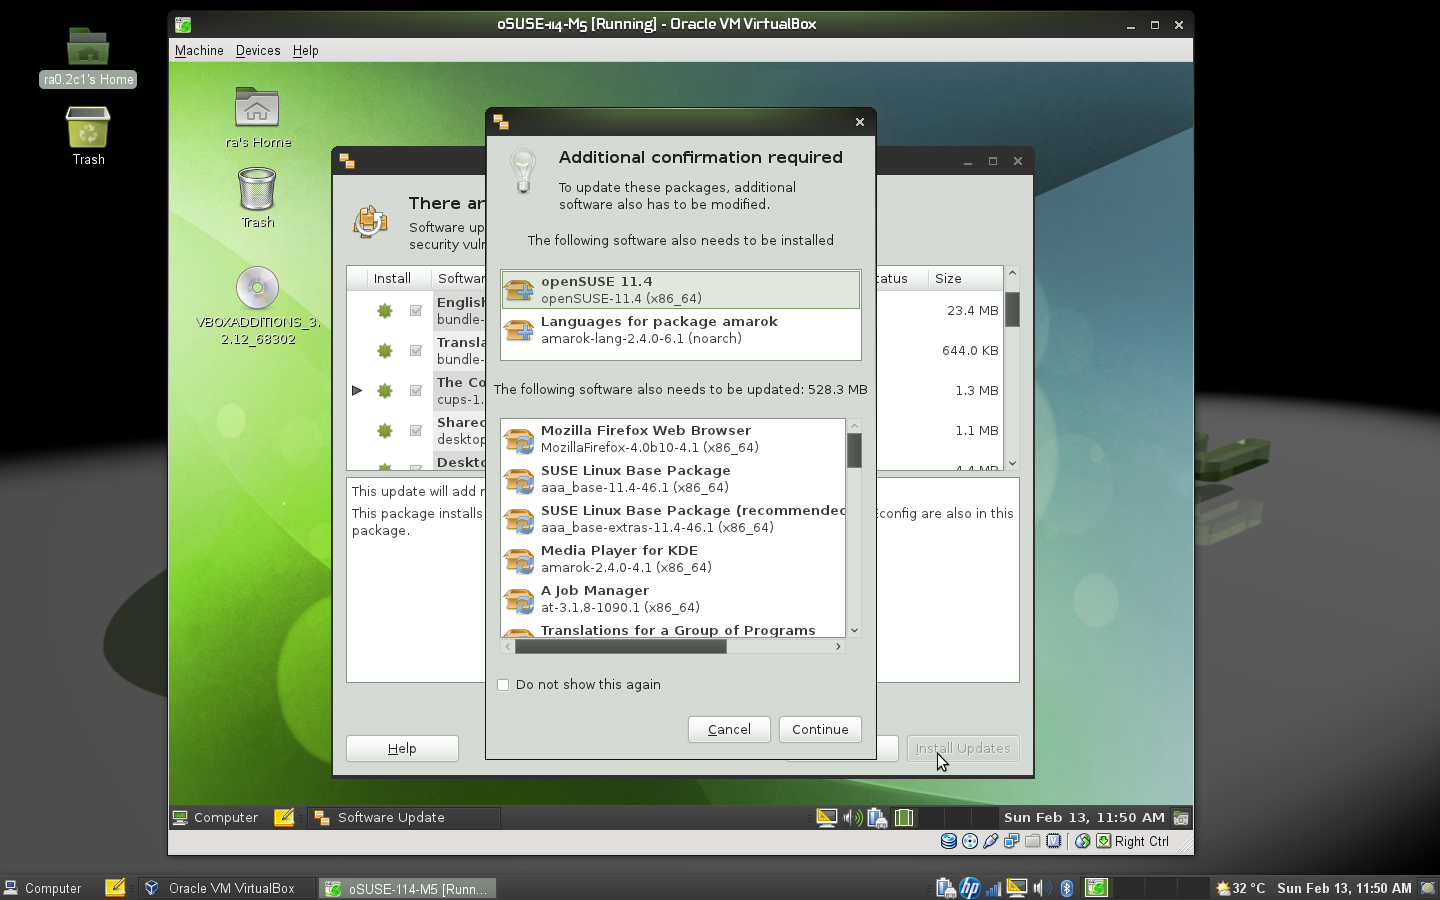 oSUSE-114-M5 [Running] - Oracle VM VirtualBox
Machine Devices Help
ra0.2c1's Home
Trash
ra's Home
Trash
VBOXADDITIONS_3.
2.12_68302
There ar
Software up
security vulr
Install Softwar tatus Size
English
bundle-
23.4 MB
Transla
bundle-
644.0 KB
The Co
cups-1.
1.3 MB
Shared
desktop
1.1 MB
Deskto
4.4 MB
This update will add r
This package installs
config are also in this
package.
Help
Install Updates
Additional confirmation required
To update these packages, additional
software also has to be modified.
The following software also needs to be installed
openSUSE 11.4
openSUSE-11.4 (x86_64)
Languages for package amarok
amarok-lang-2.4.0-6.1 (noarch)
The following software also needs to be updated: 528.3 MB
Mozilla Firefox Web Browser
MozillaFirefox-4.0b10-4.1 (x86_64)
SUSE Linux Base Package
aaa_base-11.4-46.1 (x86_64)
SUSE Linux Base Package (recommended
aaa_base-extras-11.4-46.1 (x86_64)
Media Player for KDE
amarok-2.4.0-4.1 (x86_64)
A Job Manager
at-3.1.8-1090.1 (x86_64)
Translations for a Group of Programs
Do not show this again
Cancel Continue
Computer Software Update Sun Feb 13, 11:50 AM
Right Ctrl
Computer Oracle VM VirtualBox oSUSE-114-M5 [Runn... hp 32 °C Sun Feb 13, 11:50 AM